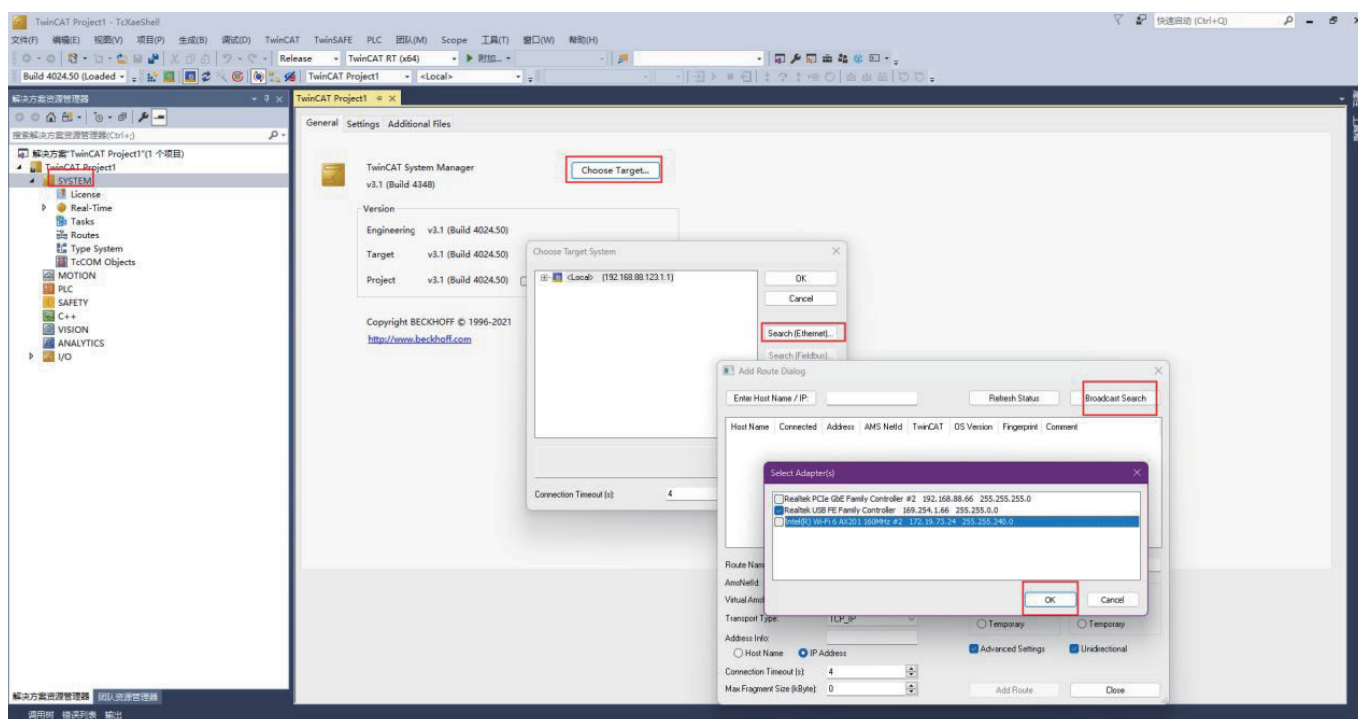 TwinCAT Project1 - TcXaeShell
快速启动 (Ctrl+Q)
文件(F) 编辑(E) 视图(V) 项目(P) 生成(B) 调试(D) TwinCAT TwinSAFE PLC 团队(M) Scope 工具(T) 窗口(W) 帮助(H)
Release TwinCAT RT (x64) 附加...
Build 4024.50 (Loaded TwinCAT Project1 <Local>
解决方案资源管理器
TwinCAT Project1
搜索解决方案资源管理器(Ctrl+;)
解决方案"TwinCAT Project1"(1 个项目)
TwinCAT Project1
SYSTEM
License
Real-Time
Tasks
Routes
Type System
TcCOM Objects
MOTION
PLC
SAFETY
C++
VISION
ANALYTICS
I/O
General Settings Additional Files
TwinCAT System Manager
v3.1 (Build 4348)
Choose Target...
Version
Engineering v3.1 (Build 4024.50)
Target v3.1 (Build 4024.50)
Project v3.1 (Build 4024.50)
Copyright BECKHOFF © 1996-2021
http://www.beckhoff.com
Choose Target System
<Local> (192.168.88.123.1.1)
OK
Cancel
Search (Ethernet)...
Search (Fieldbus)...
Connection Timeout (s): 4
Add Route Dialog
Enter Host Name / IP:
Refresh Status
Broadcast Search
Host Name Connected Address AMS NetId TwinCAT OS Version Fingerprint Comment
Select Adapter(s)
Realtek PCIe GbE Family Controller #2 192.168.88.66 255.255.255.0
Realtek USB FE Family Controller 169.254.1.66 255.255.0.0
Intel(R) Wi-Fi 6 AX201 160MHz #2 172.19.73.24 255.255.240.0
OK
Cancel
Route Nam
AmsNetId
Virtual AmsN
Transport Type: TCP_IP
Temporary
Temporary
Address Info:
Host Name IP Address
Advanced Settings
Unidirectional
Connection Timeout (s): 4
Max Fragment Size (kByte): 0
Add Route
Close
解决方案资源管理器 团队资源管理器
调用树 错误列表 输出